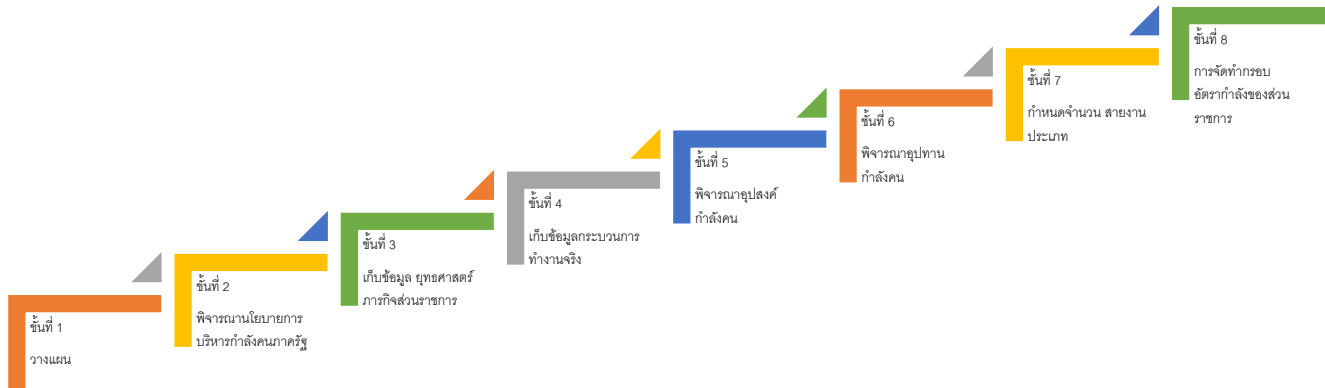 ขั้นที่ 1
วางแผน
ขั้นที่ 2
พิจารณานโยบายการ
บริหารกำลังคนภาครัฐ
ขั้นที่ 3
เก็บข้อมูล ยุทธศาสตร์
ภารกิจส่วนราชการ
ขั้นที่ 4
เก็บข้อมูลกระบวนการ
ทำงานจริง
ขั้นที่ 5
พิจารณาอุปสงค์
กำลังคน
ขั้นที่ 6
พิจารณาอุปทาน
กำลังคน
ขั้นที่ 7
กำหนดจำนวน สายงาน
ประเภท
ขั้นที่ 8
การจัดทำกรอบ
อัตรากำลังของส่วน
ราชการ